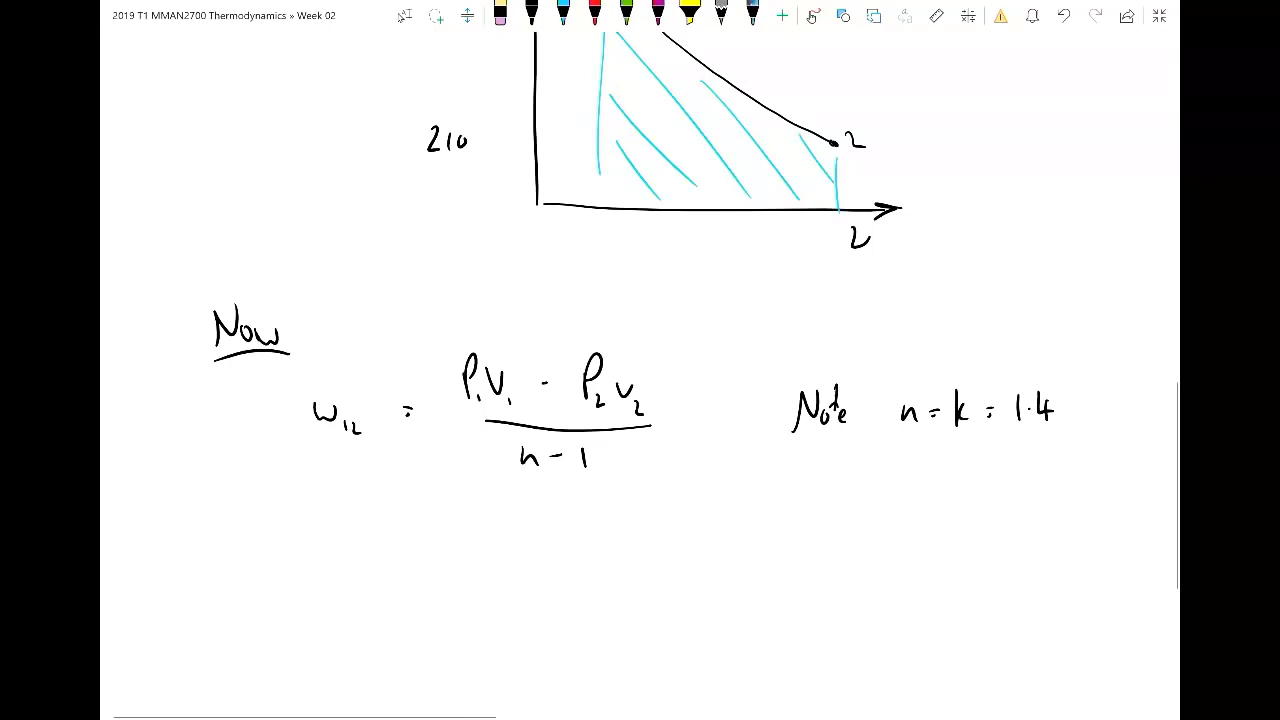 2019 T1 MMAN2700 Thermodynamics » Week 02
210
2
2
Now
w₁₂ = (P₁V₁ - P₂V₂) / (n - 1)
Note n = k = 1.4